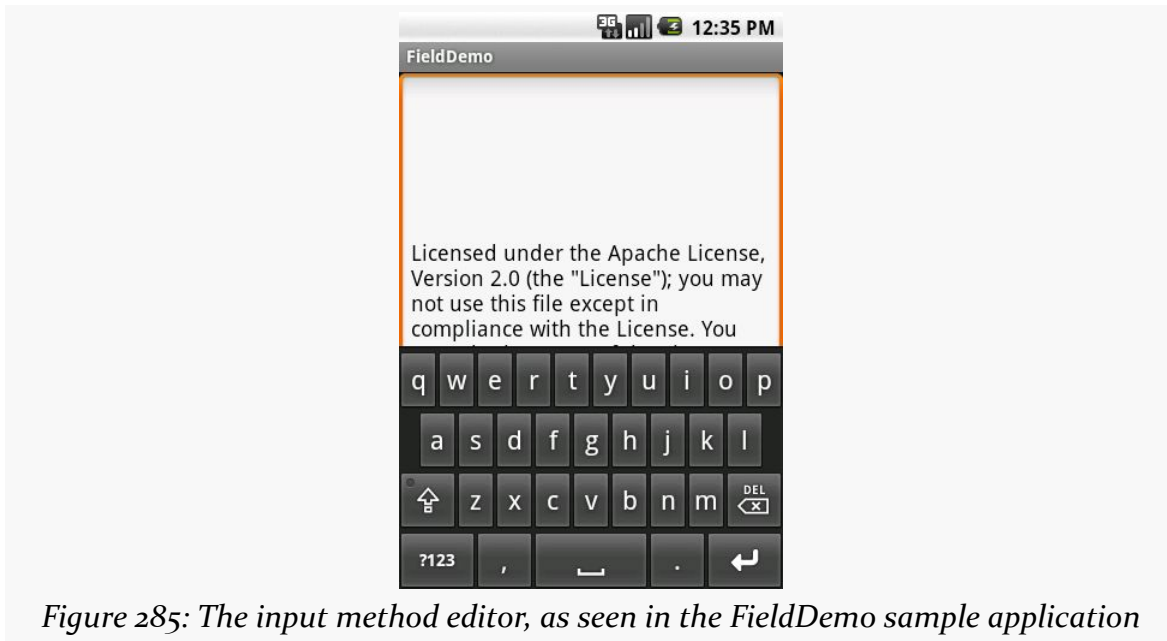 3G 12:35 PM
FieldDemo
Licensed under the Apache License,
Version 2.0 (the "License"); you may
not use this file except in
compliance with the License. You
q w e r t y u i o p
a s d f g h j k l
z x c v b n m DEL
?123 , .
Figure 285: The input method editor, as seen in the FieldDemo sample application